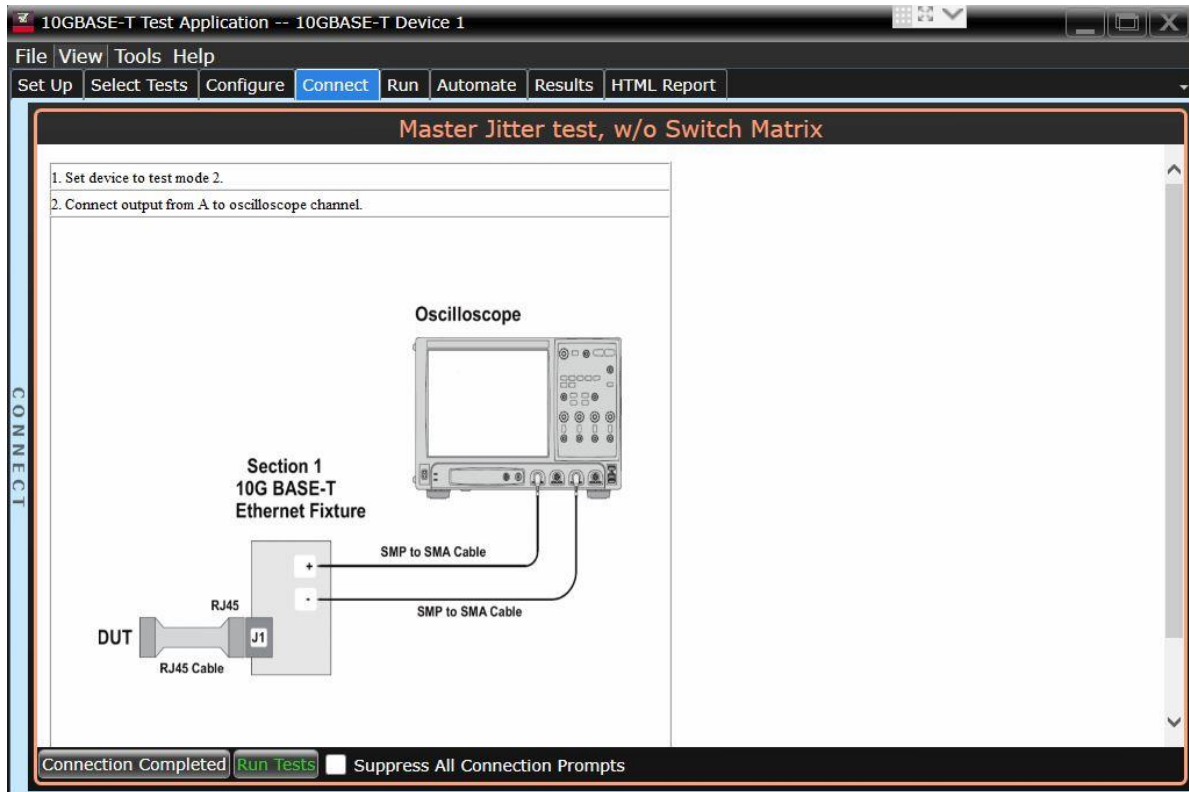 10GBASE-T Test Application -- 10GBASE-T Device 1
File View Tools Help
Set Up Select Tests Configure Connect Run Automate Results HTML Report
Master Jitter test, w/o Switch Matrix
1. Set device to test mode 2.
2. Connect output from A to oscilloscope channel.
Oscilloscope
Section 1
10G BASE-T
Ethernet Fixture
SMP to SMA Cable
+
-
SMP to SMA Cable
RJ45
DUT
J1
RJ45 Cable
CONNECT
Connection Completed Run Tests Suppress All Connection Prompts